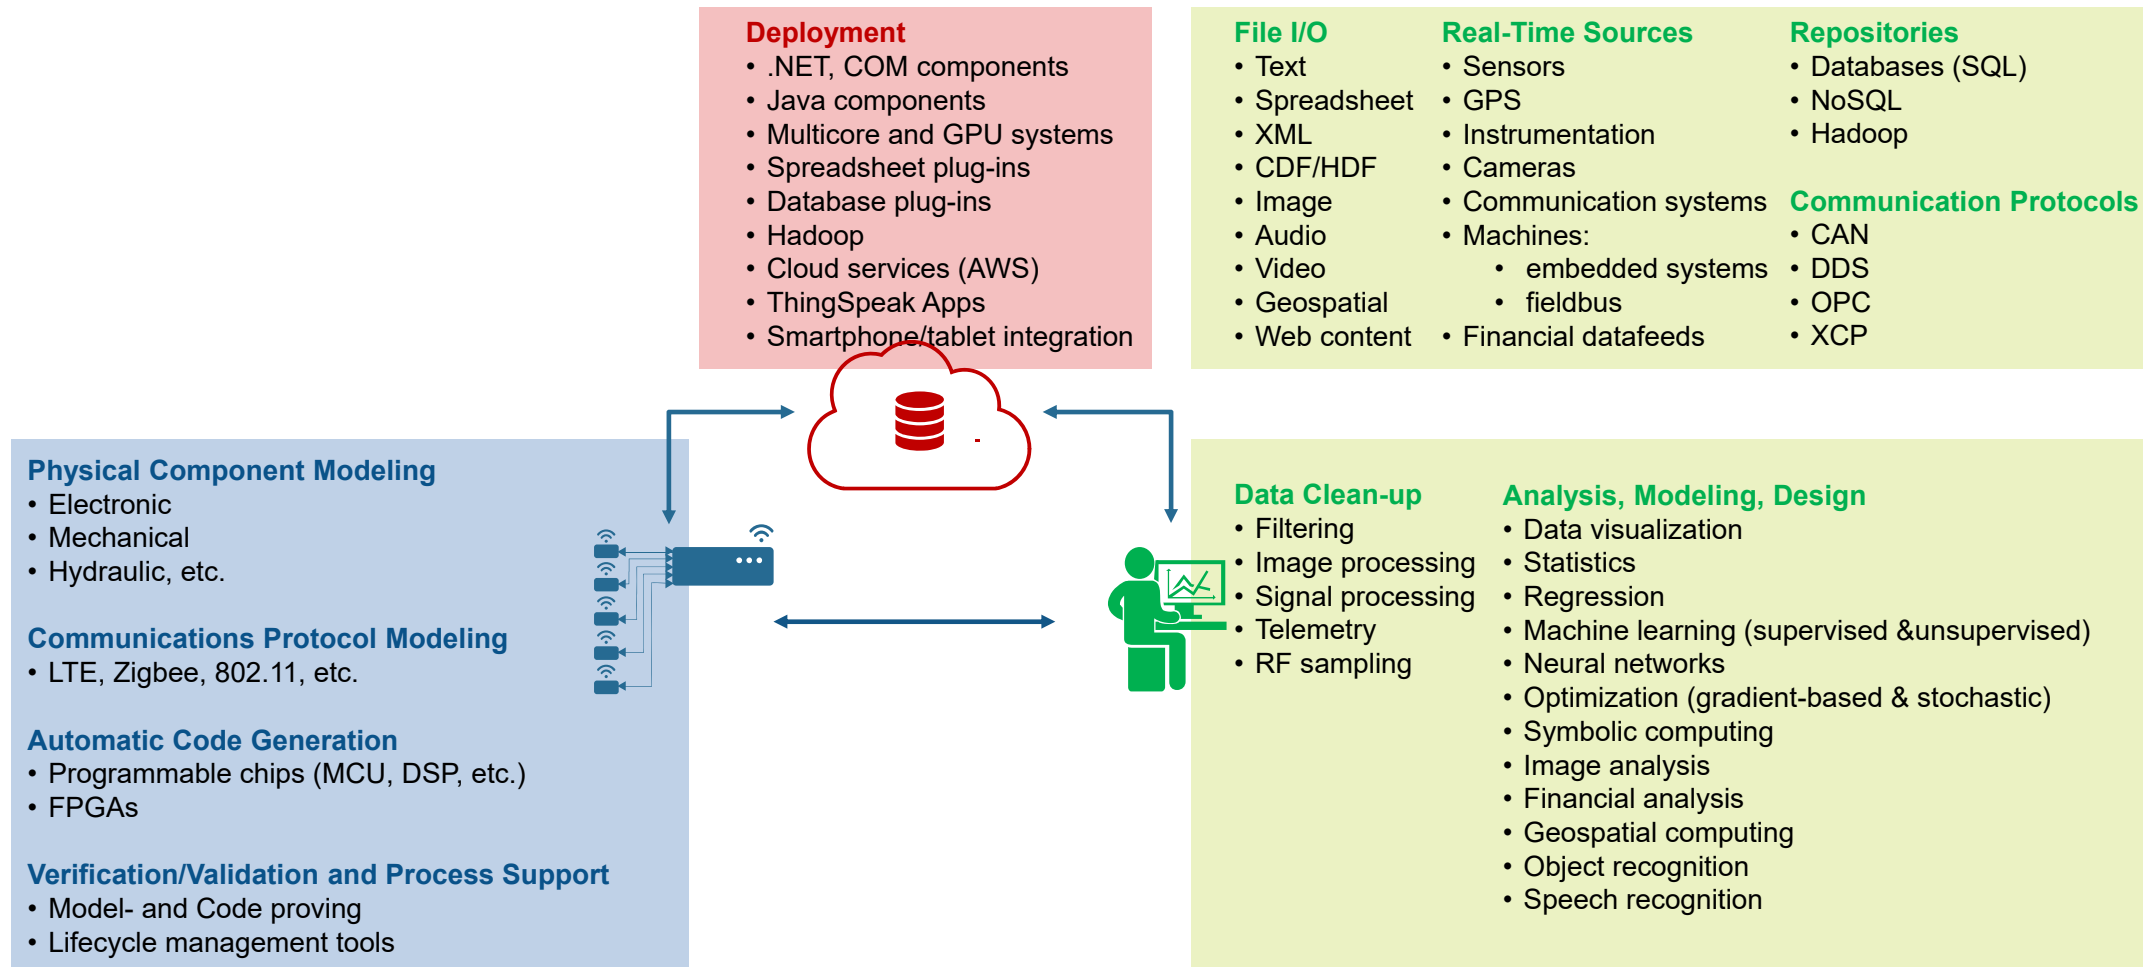 Deployment
• .NET, COM components
• Java components
• Multicore and GPU systems
• Spreadsheet plug-ins
• Database plug-ins
• Hadoop
• Cloud services (AWS)
• ThingSpeak Apps
• Smartphone/tablet integration
File I/O
• Text
• Spreadsheet
• XML
• CDF/HDF
• Image
• Audio
• Video
• Geospatial
• Web content
Real-Time Sources
• Sensors
• GPS
• Instrumentation
• Cameras
• Communication systems
• Machines:
• embedded systems
• fieldbus
• Financial datafeeds
Repositories
• Databases (SQL)
• NoSQL
• Hadoop
Communication Protocols
• CAN
• DDS
• OPC
• XCP
Physical Component Modeling
• Electronic
• Mechanical
• Hydraulic, etc.
Communications Protocol Modeling
• LTE, Zigbee, 802.11, etc.
Automatic Code Generation
• Programmable chips (MCU, DSP, etc.)
• FPGAs
Verification/Validation and Process Support
• Model- and Code proving
• Lifecycle management tools
Data Clean-up
• Filtering
• Image processing
• Signal processing
• Telemetry
• RF sampling
Analysis, Modeling, Design
• Data visualization
• Statistics
• Regression
• Machine learning (supervised &unsupervised)
• Neural networks
• Optimization (gradient-based & stochastic)
• Symbolic computing
• Image analysis
• Financial analysis
• Geospatial computing
• Object recognition
• Speech recognition